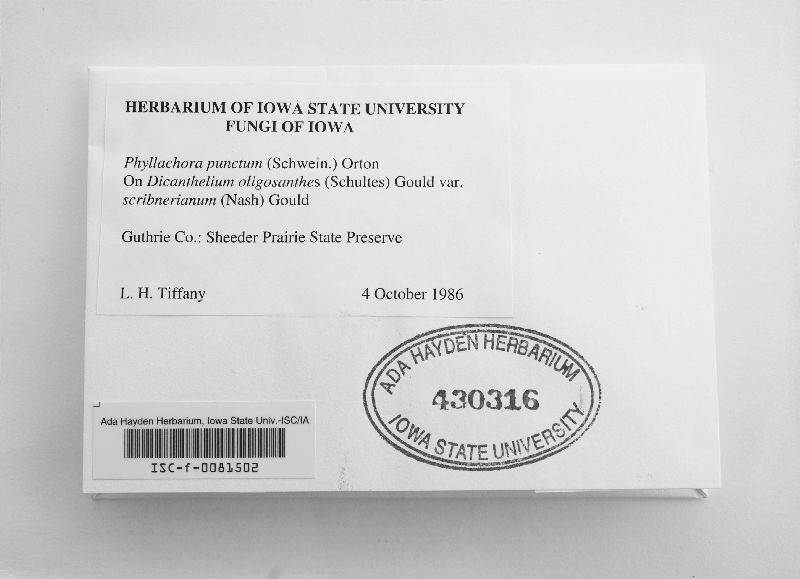 HERBARIUM OF IOWA STATE UNIVERSITY
FUNGI OF IOWA
Phyllachora punctum (Schwein.) Orton
On Dicanthelium oligosanthes (Schultes) Gould var.
scribnerianum (Nash) Gould
Guthrie Co.: Sheeder Prairie State Preserve
L. H. Tiffany 4 October 1986
ADA HAYDEN HERBARIUM
430316
IOWA STATE UNIVERSITY
Ada Hayden Herbarium, Iowa State Univ.-ISC/IA
ISC-f-0081502